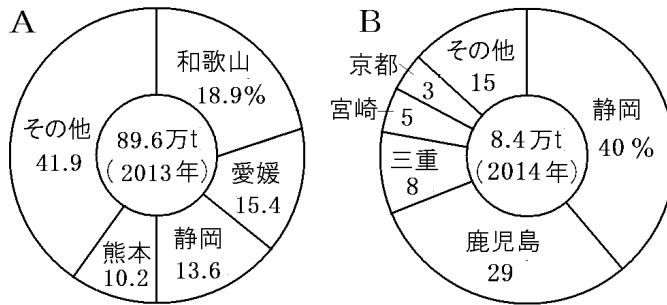 A
和歌山
18.9%
愛媛
15.4
静岡
13.6
熊本
10.2
その他
41.9
89.6万t
(2013年)
B
静岡
40 %
鹿児島
29
三重
8
宮崎
5
京都
3
その他
15
8.4万t
(2014年)